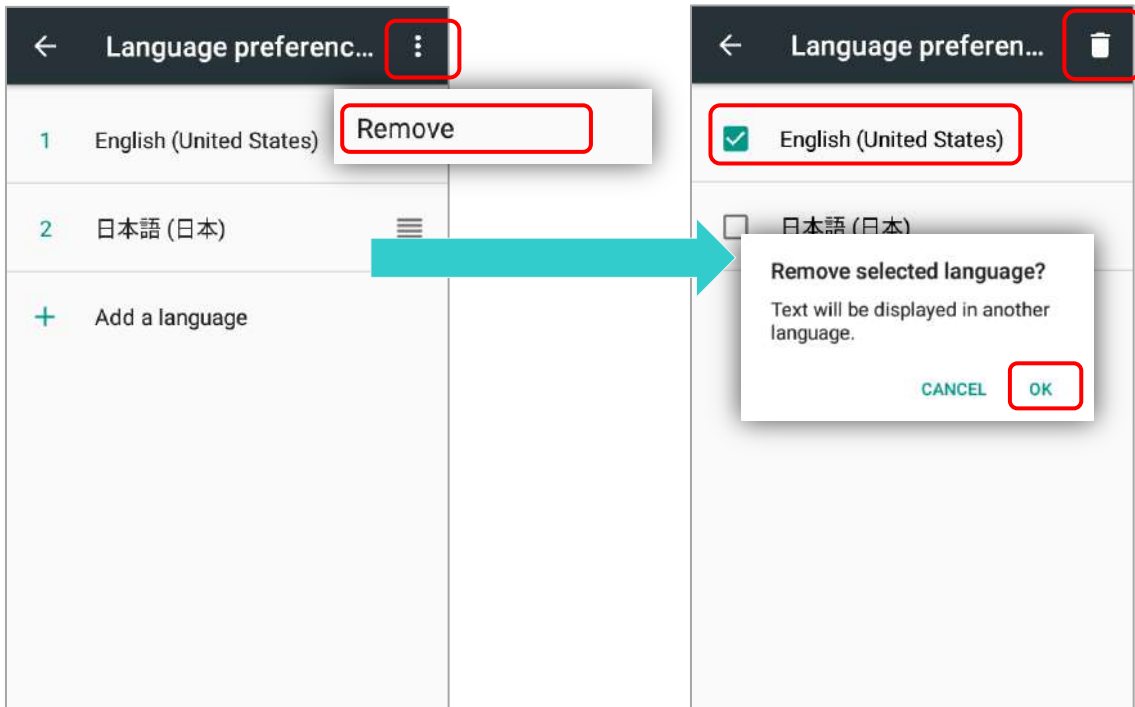 Language preferenc...
1 English (United States)
Remove
2 日本語 (日本)
+ Add a language
Language preferen...
English (United States)
日本語 (日本)
Remove selected language?
Text will be displayed in another
language.
CANCEL OK